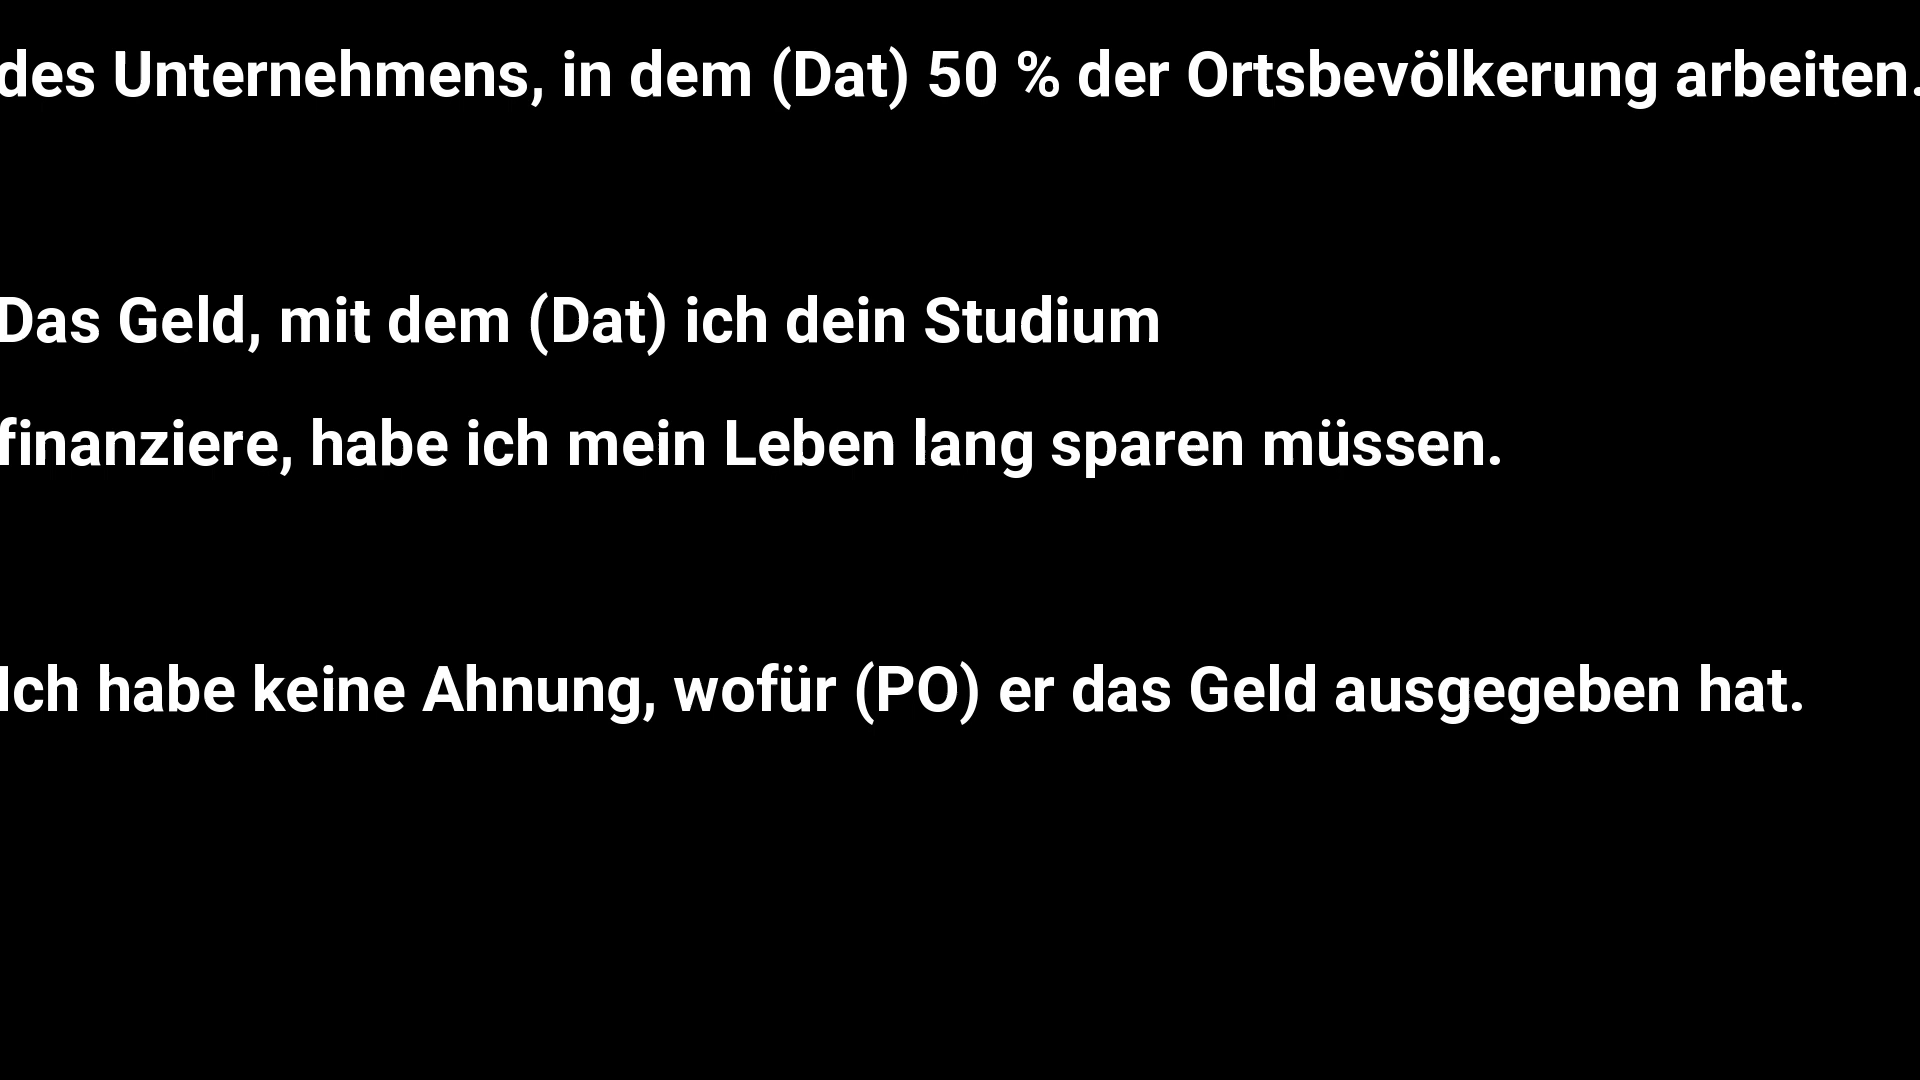 des Unternehmens, in dem (Dat) 50 % der Ortsbevölkerung arbeiten.
Das Geld, mit dem (Dat) ich dein Studium
finanziere, habe ich mein Leben lang sparen müssen.
Ich habe keine Ahnung, wofür (PO) er das Geld ausgegeben hat.